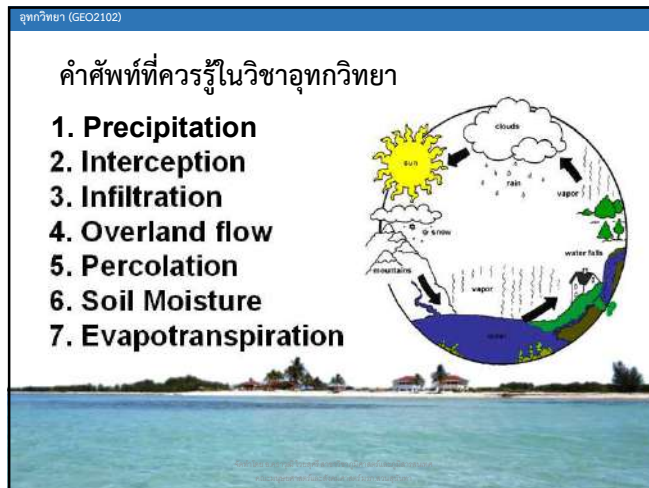 อุทกวิทยา (GEO2102)
คำศัพท์ที่ควรรู้ในวิชาอุทกวิทยา
1. Precipitation
2. Interception
3. Infiltration
4. Overland flow
5. Percolation
6. Soil Moisture
7. Evapotranspiration
clouds
sun
rain
vapor
snow
water falls
mountains
vapor